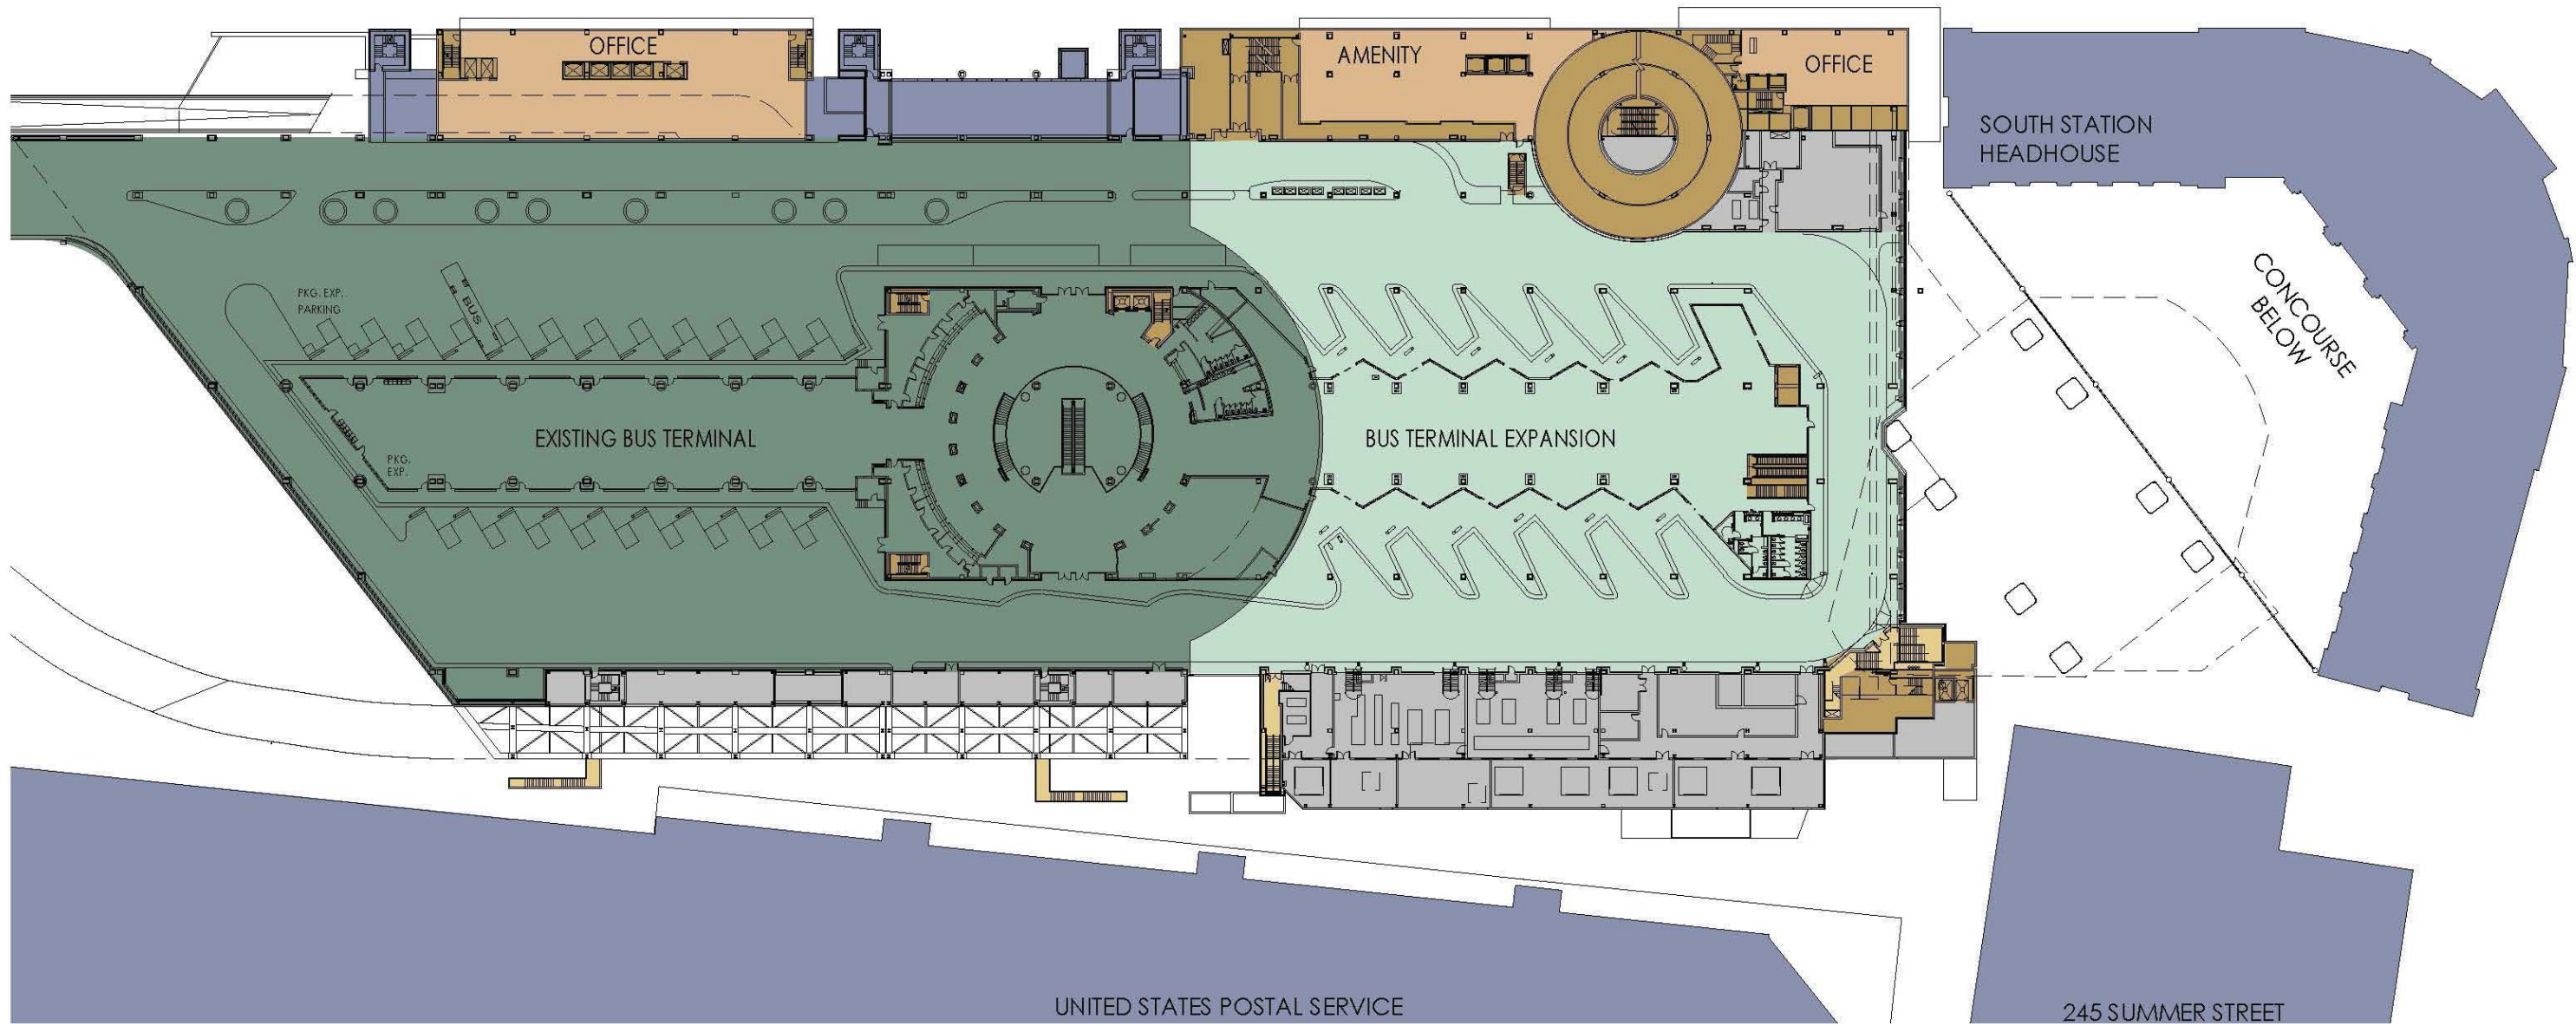 OFFICE
AMENITY
OFFICE
SOUTH STATION
HEADHOUSE
PKG. EXP.
PARKING
BUS
CONCOURSE
BELOW
EXISTING BUS TERMINAL
BUS TERMINAL EXPANSION
PKG.
EXP.
UNITED STATES POSTAL SERVICE
245 SUMMER STREET